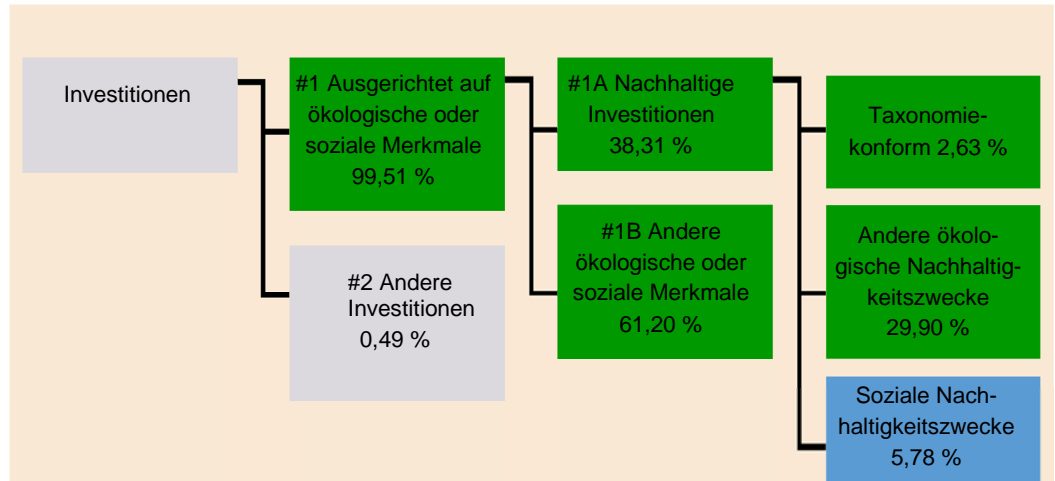 Investitionen
#1 Ausgerichtet auf
ökologische oder
soziale Merkmale
99,51 %
#2 Andere
Investitionen
0,49 %
#1A Nachhaltige
Investitionen
38,31 %
#1B Andere
ökologische oder
soziale Merkmale
61,20 %
Taxonomie-
konform 2,63 %
Andere ökolo-
gische Nachhaltig-
keitszwecke
29,90 %
Soziale Nach-
haltigkeitszwecke
5,78 %